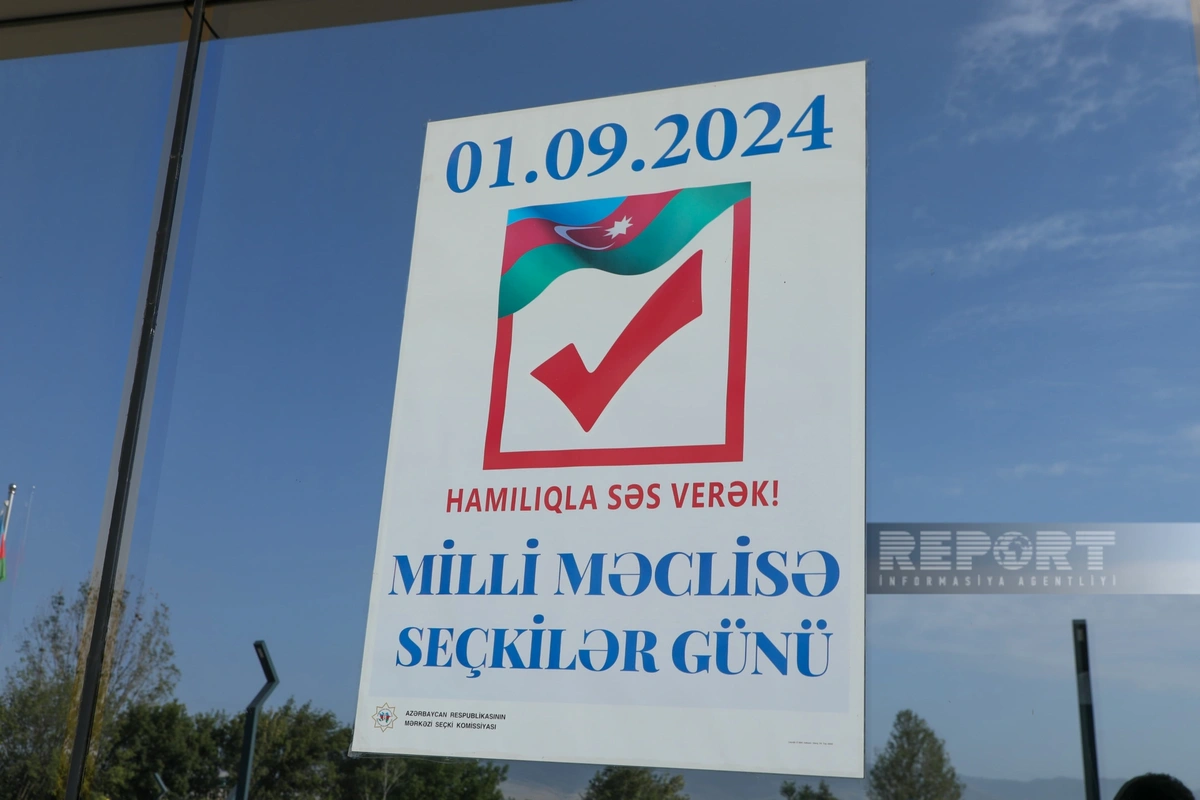 01.09.2024
HAMILIQLA SƏS VERƏK!
MİLLİ MƏCLİSƏ
SEÇKİLƏR GÜNÜ
AZƏRBAYCAN RESPUBLİKASININ
MƏRKƏZİ SEÇKİ KOMİSSİYASI
REPORT
İNFORMASİYA AGENTLİYİ